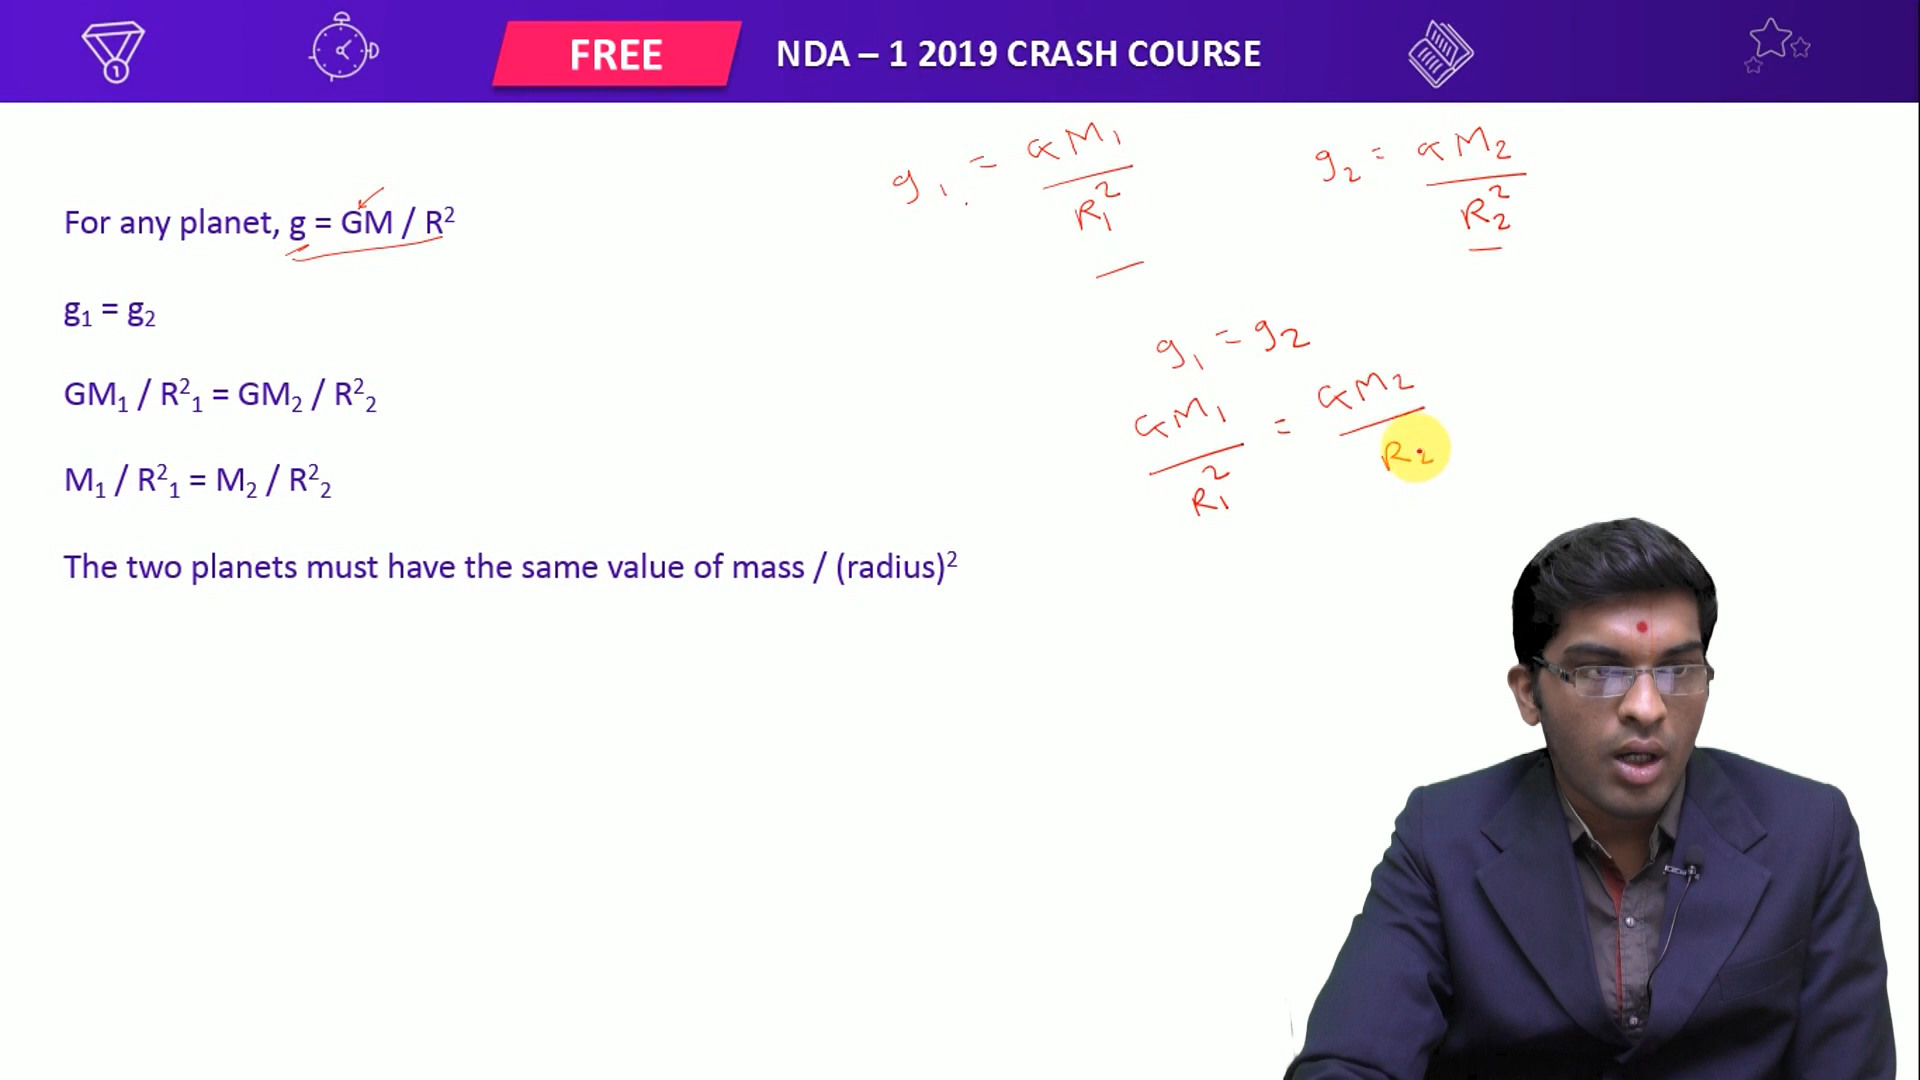 FREE NDA – 1 2019 CRASH COURSE
For any planet, g = GM / R²
g₁ = g₂
GM₁ / R²₁ = GM₂ / R²₂
M₁ / R²₁ = M₂ / R²₂
The two planets must have the same value of mass / (radius)²
g₁ = GM₁
R₁²
g₂ = GM₂
R₂²
g₁ = g₂
GM₁ = GM₂
R₁² R₂
1